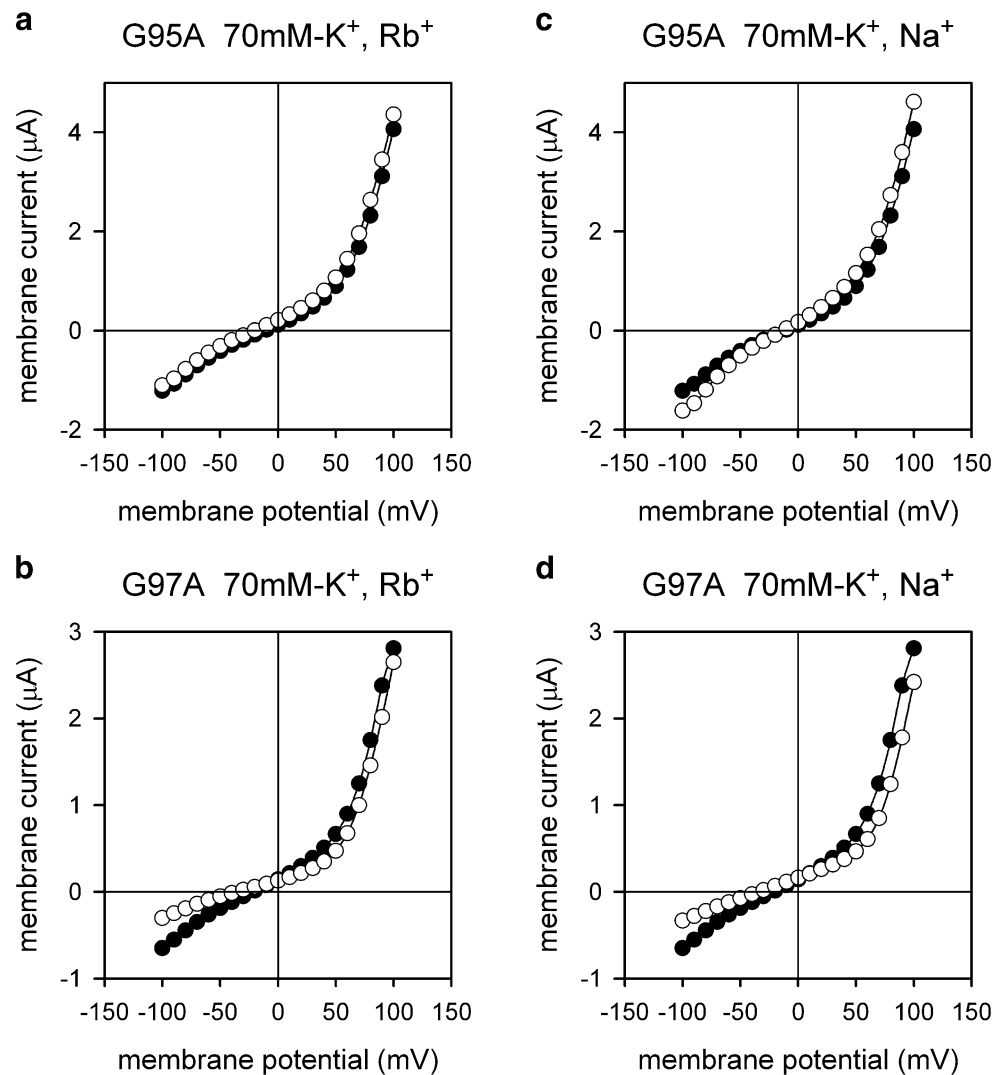 a
G95A 70mM-K⁺, Rb⁺
membrane current (μA)
4
2
0
-2
-150 -100 -50 0 50 100 150
membrane potential (mV)
c
G95A 70mM-K⁺, Na⁺
membrane current (μA)
4
2
0
-2
-150 -100 -50 0 50 100 150
membrane potential (mV)
b
G97A 70mM-K⁺, Rb⁺
membrane current (μA)
3
2
1
0
-1
-150 -100 -50 0 50 100 150
membrane potential (mV)
d
G97A 70mM-K⁺, Na⁺
membrane current (μA)
3
2
1
0
-1
-150 -100 -50 0 50 100 150
membrane potential (mV)